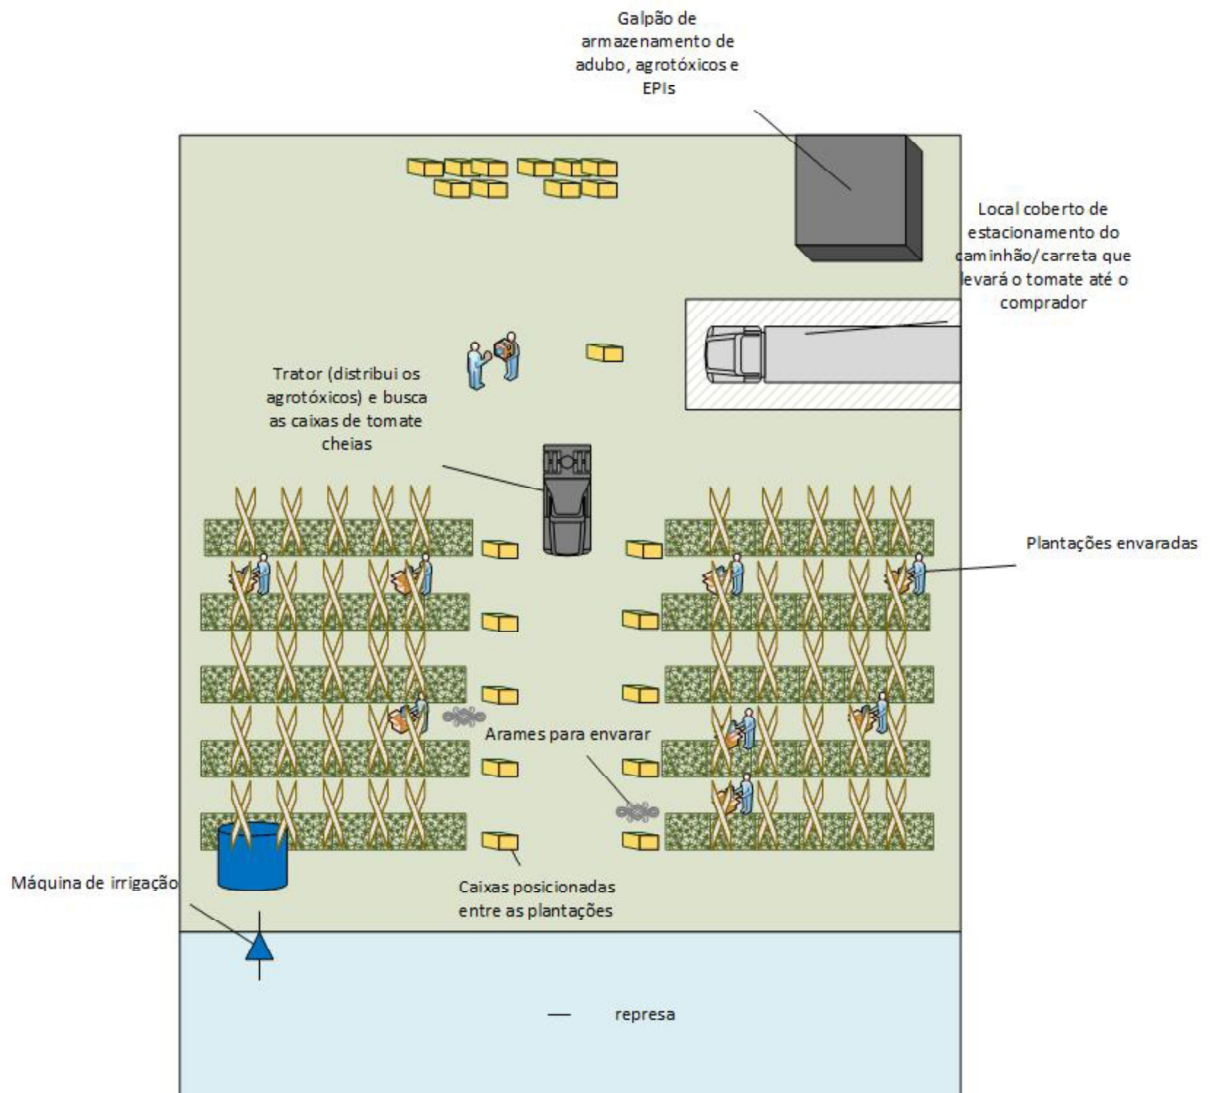 Galpão de
armazenamento de
adubo, agrotóxicos e
EPIs
Local coberto de
estacionamento do
caminhão/carreta que
levará o tomate até o
comprador
Trator (distribui os
agrotóxicos) e busca
as caixas de tomate
cheias
Plantações envaradas
Arames para envarar
Máquina de irrigação
Caixas posicionadas
entre as plantações
represa